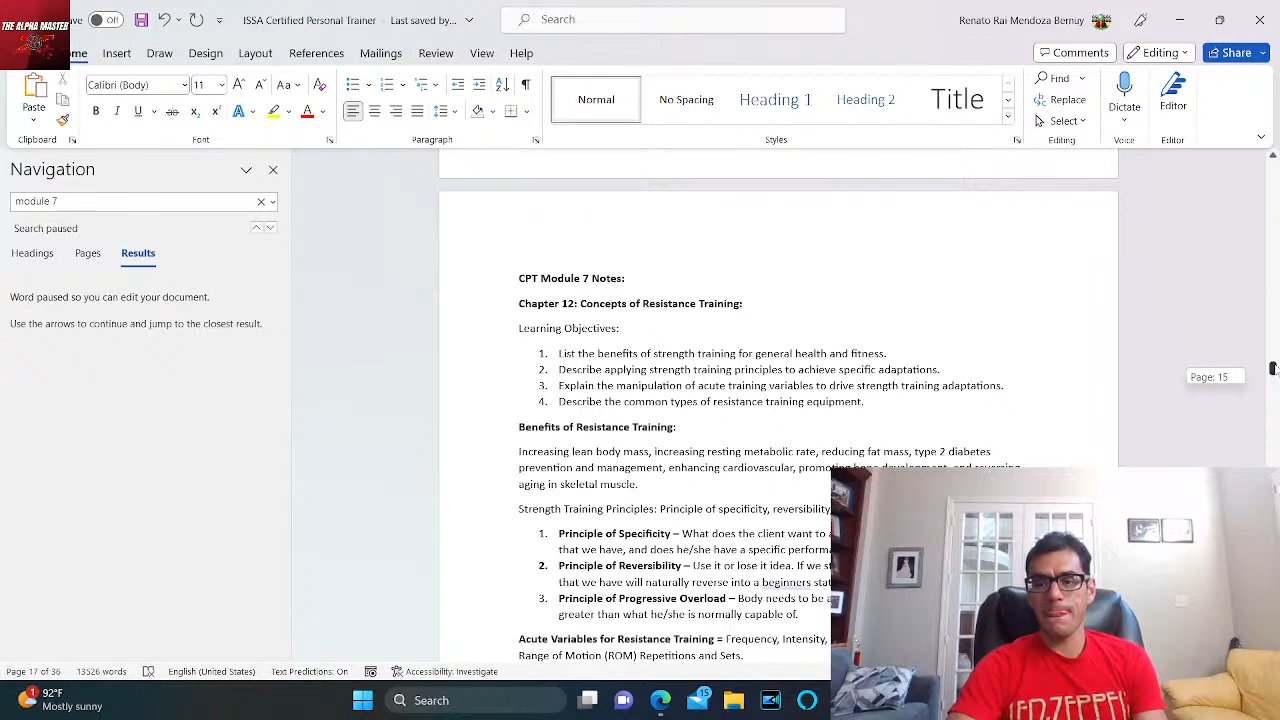 THE ALPHA MASTER
Off
ISSA Certified Personal Trainer - Last saved by...
Search
Renato Rai Mendoza Bernuy
Insert
Draw
Design
Layout
References
Mailings
Review
View
Help
Comments
Editing
Share
Paste
Calibri (Body)
11
Normal
No Spacing
Heading 1
Heading 2
Title
Find
Replace
Select
Dictate
Editor
Clipboard
Font
Paragraph
Styles
Editing
Voice
Editor
Navigation
module 7
Search paused
Headings
Pages
Results
Word paused so you can edit your document.
Use the arrows to continue and jump to the closest result.
CPT Module 7 Notes:
Chapter 12: Concepts of Resistance Training:
Learning Objectives:
1. List the benefits of strength training for general health and fitness.
2. Describe applying strength training principles to achieve specific adaptations.
3. Explain the manipulation of acute training variables to drive strength training adaptations.
4. Describe the common types of resistance training equipment.
Page: 15
Benefits of Resistance Training:
Increasing lean body mass, increasing resting metabolic rate, reducing fat mass, type 2 diabetes
prevention and management, enhancing cardiovascular, promoting bone development, and reversing
aging in skeletal muscle.
Strength Training Principles: Principle of specificity, reversibility
1. Principle of Specificity – What does the client want to
that we have, and does he/she have a specific
2. Principle of Reversibility – Use it or lose it idea. If we
that we have will naturally reverse into a beginners
3. Principle of Progressive Overload – Body needs to be
greater than what he/she is normally capable of.
Acute Variables for Resistance Training = Frequency, Intensity,
Range of Motion (ROM) Repetitions and Sets.
LED ZEPPEL
Page 17 of 36
13526 words
English (United States)
Text Predictions: On
Accessibility: Investigate
1
92°F
Mostly sunny
Search
15